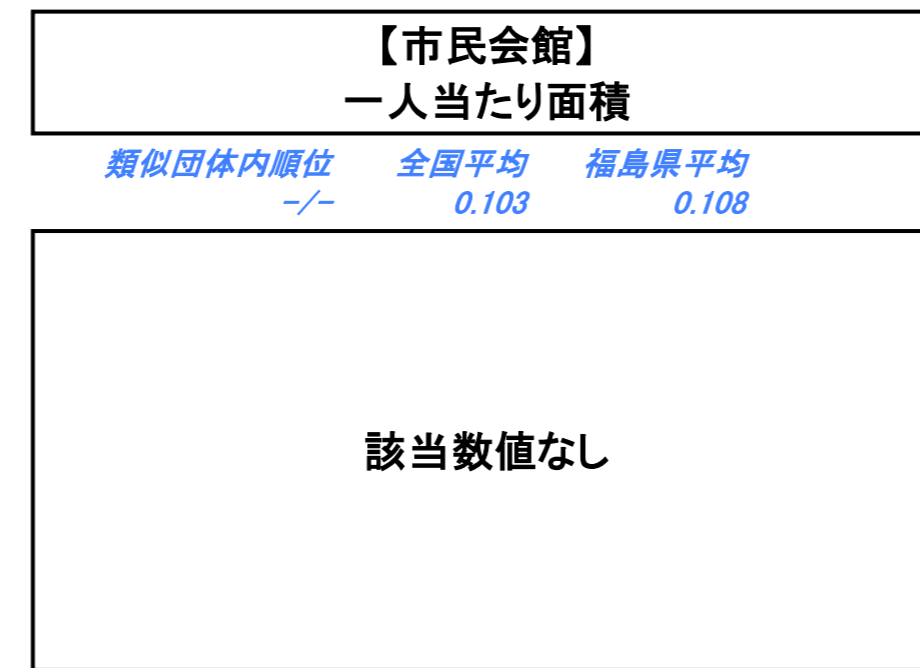 【市民会館】
一人当たり面積
類似団体内順位 全国平均 福島県平均
-/- 0.103 0.108
該当数値なし